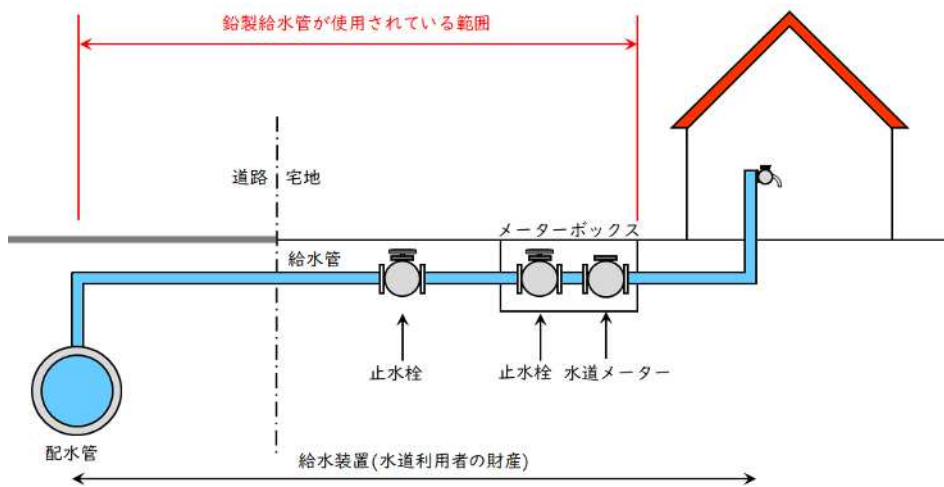 鉛製給水管が使用されている範囲
道路
宅地
メーターボックス
給水管
止水栓
止水栓
水道メーター
配水管
給水装置(水道利用者の財産)